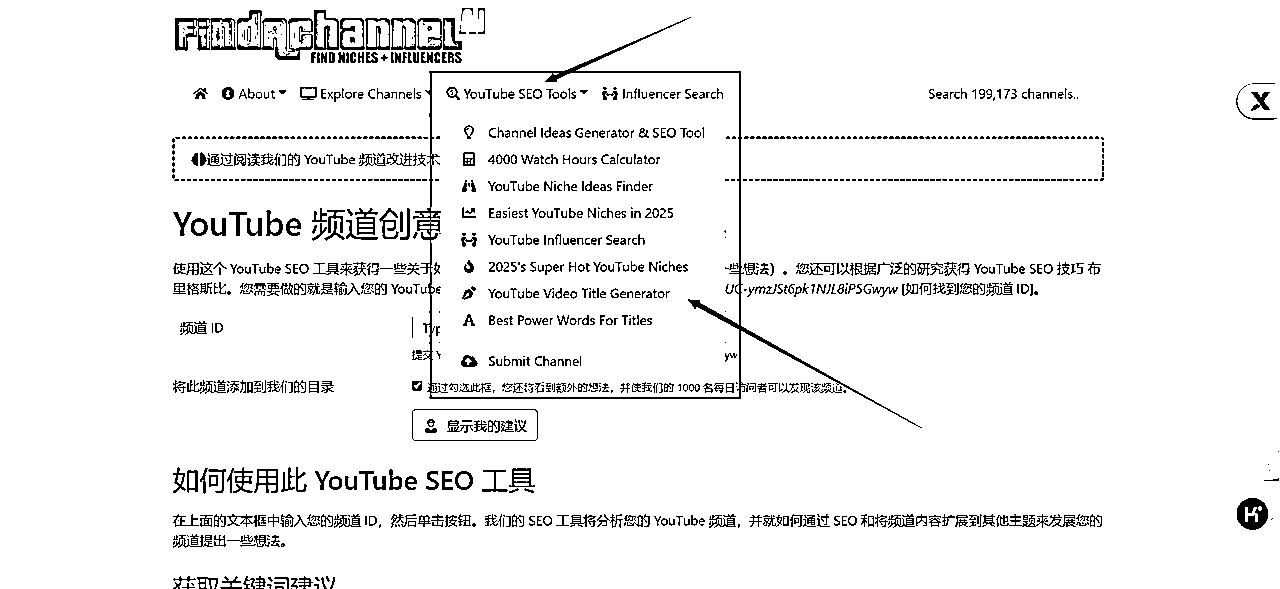 FindAchannel
FIND NICHES + INFLUENCERS
About Explore Channels YouTube SEO Tools Influencer Search Search 199,173 channels..
Channel Ideas Generator & SEO Tool
通过阅读我们的 YouTube 频道改进技术 4000 Watch Hours Calculator
YouTube Niche Ideas Finder
YouTube 频道创意 Easiest YouTube Niches in 2025
YouTube Influencer Search
使用这个 YouTube SEO 工具来获得一些关于如 2025's Super Hot YouTube Niches 些想法）。您还可以根据广泛的研究获得 YouTube SEO 技巧 布
里格斯比。您需要做的就是输入您的 YouTube YouTube Video Title Generator UC-ymzJSt6pk1NJL8iPSGwyw [如何找到您的频道 ID]。
频道 ID Typ Best Power Words For Titles
提交 Y Submit Channel yw
将此频道添加到我们的目录 通过勾选此框，您还将看到额外的想法，并使我们的 1000 名每日访问者可以发现该频道。
显示我的建议
如何使用此 YouTube SEO 工具
在上面的文本框中输入您的频道 ID，然后单击按钮。我们的 SEO 工具将分析您的 YouTube 频道，并就如何通过 SEO 和将频道内容扩展到其他主题来发展您的
频道提出一些想法。
获取关键词建议